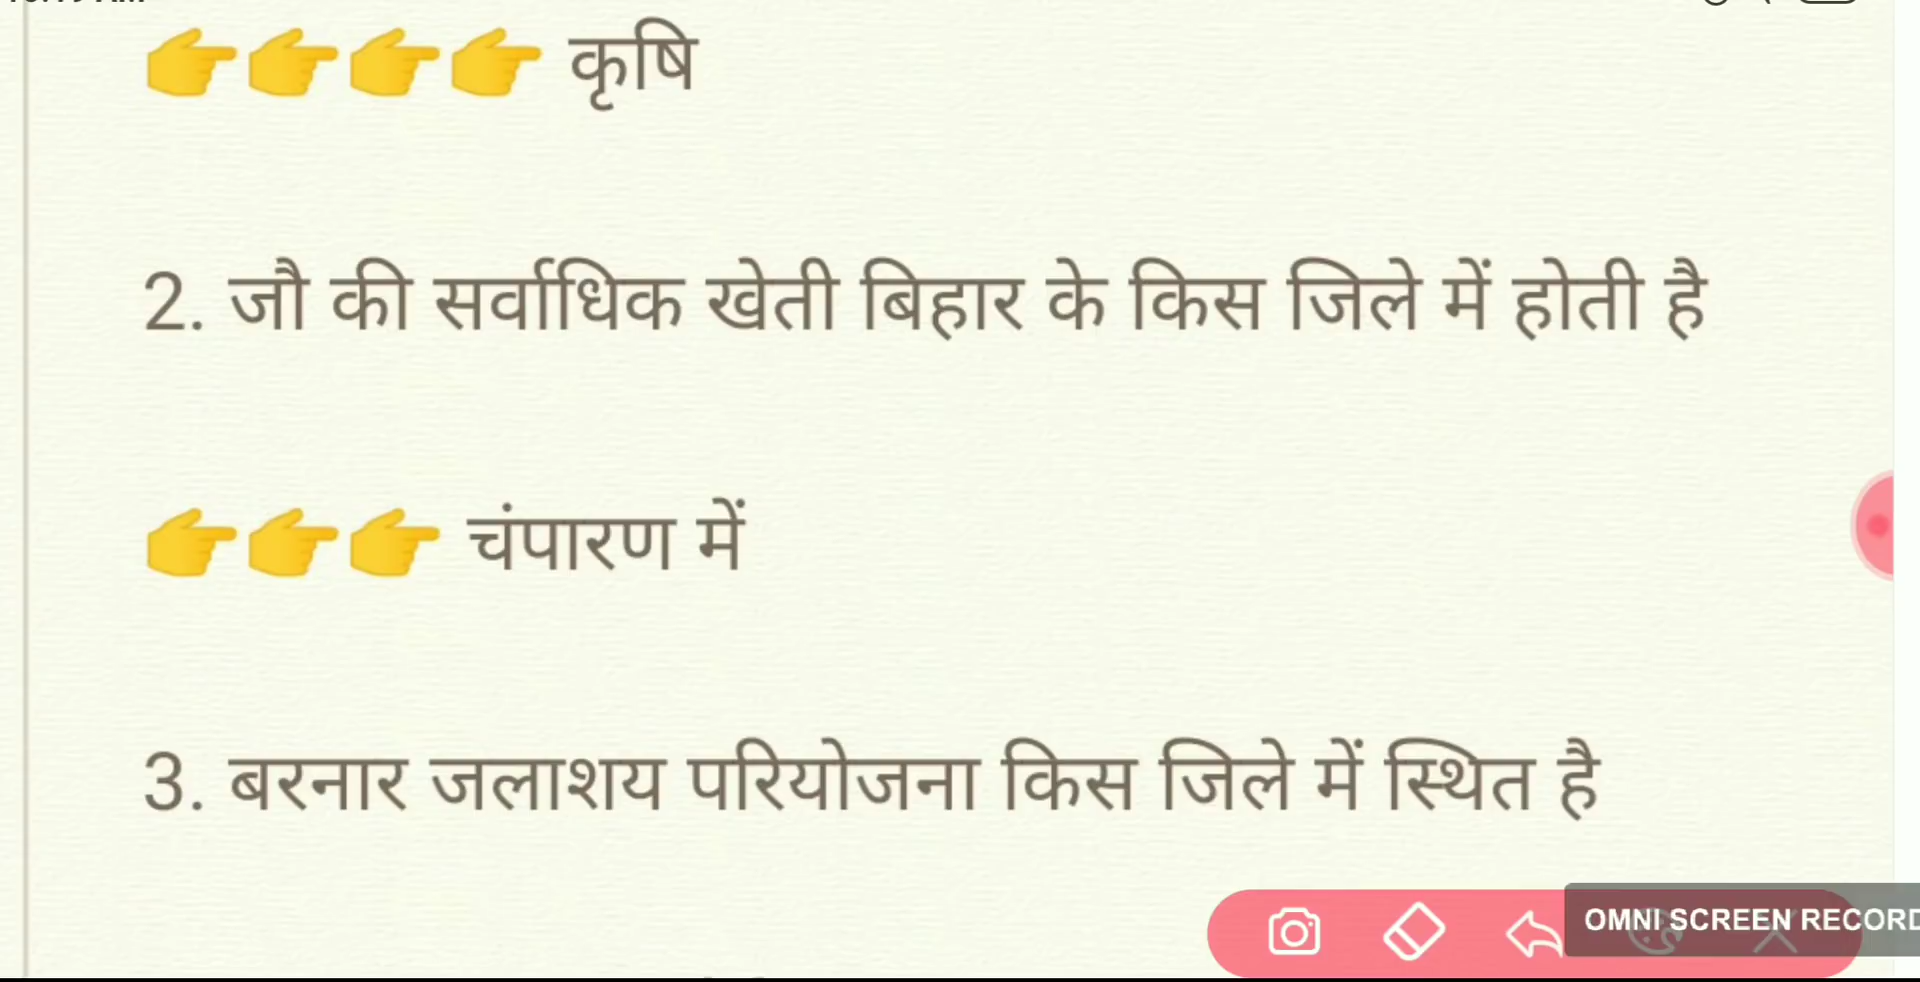 👉👉👉👉 कृषि
2. जौ की सर्वाधिक खेती बिहार के किस जिले में होती है
👉👉👉 चंपारण में
3. बरनार जलाशय परियोजना किस जिले में स्थित है
OMNI SCREEN RECORD